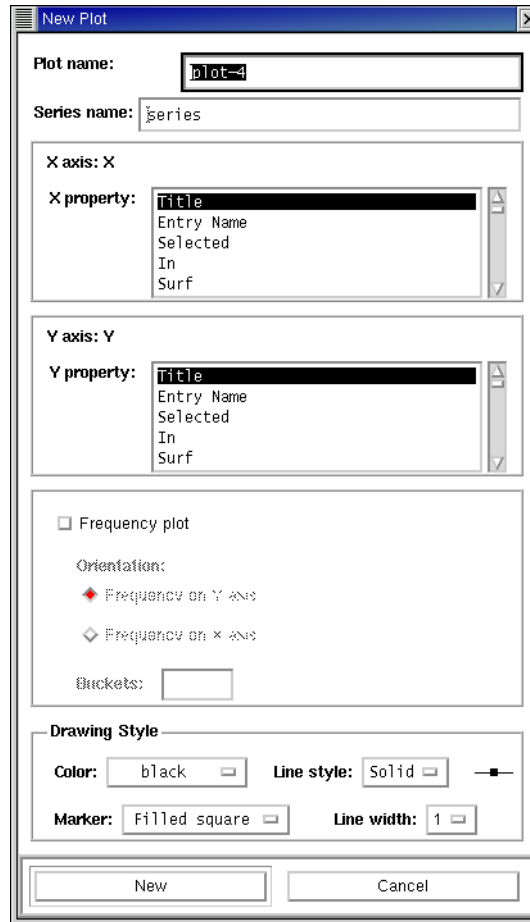 New Plot
Plot name: plot-4
Series name: series
X axis: X
X property: Title
Entry Name
Selected
In
Surf
Y axis: Y
Y property: Title
Entry Name
Selected
In
Surf
Frequency plot
Orientation:
Frequency on Y axis
Frequency on x axis
Buckets:
Drawing Style
Color: black Line style: Solid
Marker: Filled square Line width: 1
New Cancel